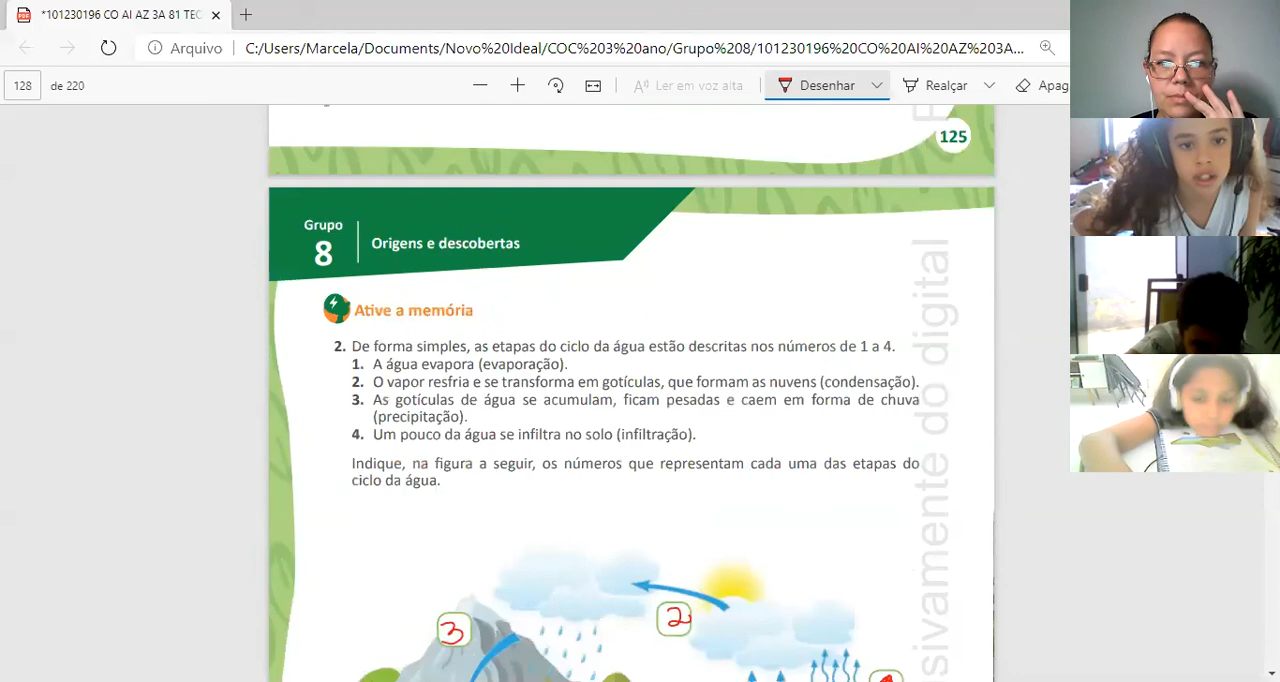 *101230196 CO AI AZ 3A 81 TEC
Arquivo C:/Users/Marcela/Documents/Novo%20Ideal/COC%203%20ano/Grupo%208/101230196%20CO%20AI%20AZ%203A...
128 de 220 Ler em voz alta Desenhar Realçar Apag
125
Grupo
8
Origens e descobertas
Ative a memória
2. De forma simples, as etapas do ciclo da água estão descritas nos números de 1 a 4.
1. A água evapora (evaporação).
2. O vapor resfria e se transforma em gotículas, que formam as nuvens (condensação).
3. As gotículas de água se acumulam, ficam pesadas e caem em forma de chuva
(precipitação).
4. Um pouco da água se infiltra no solo (infiltração).
Indique, na figura a seguir, os números que representam cada uma das etapas do
ciclo da água.
2
3
sivamente do digital